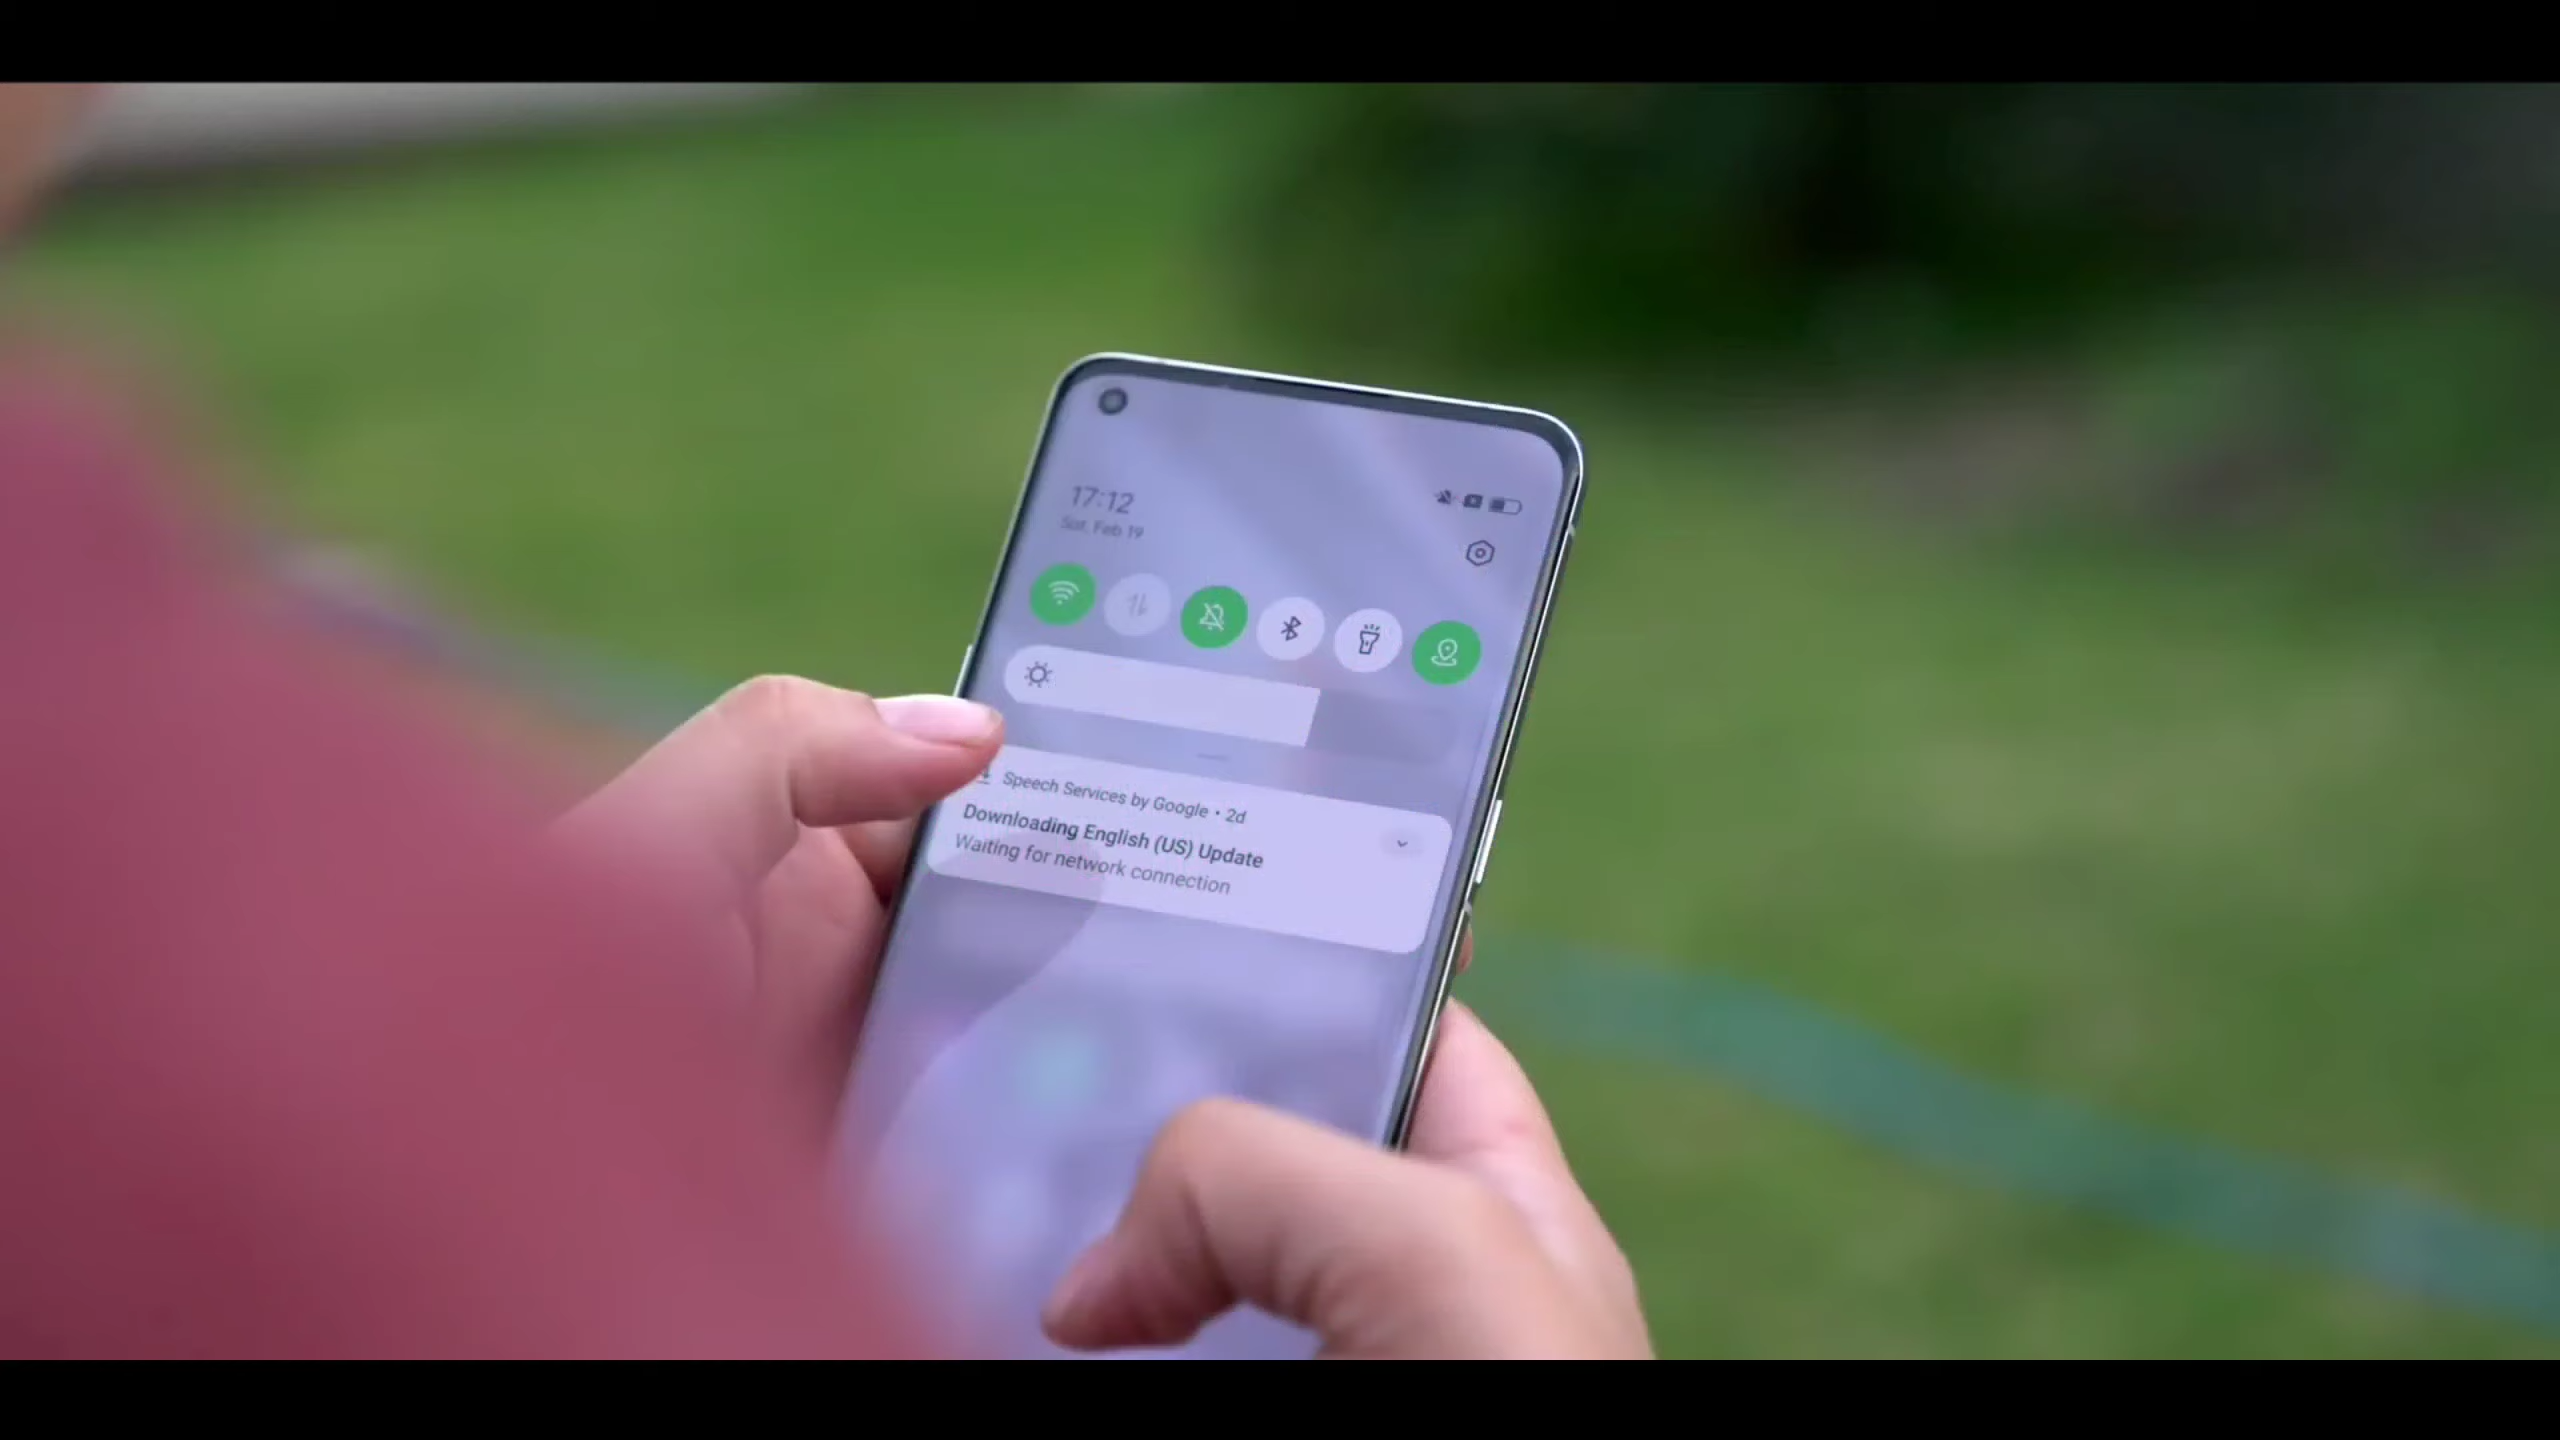 17:12
Sat, Feb 19
Speech Services by Google • 2d
Downloading English (US) Update
Waiting for network connection